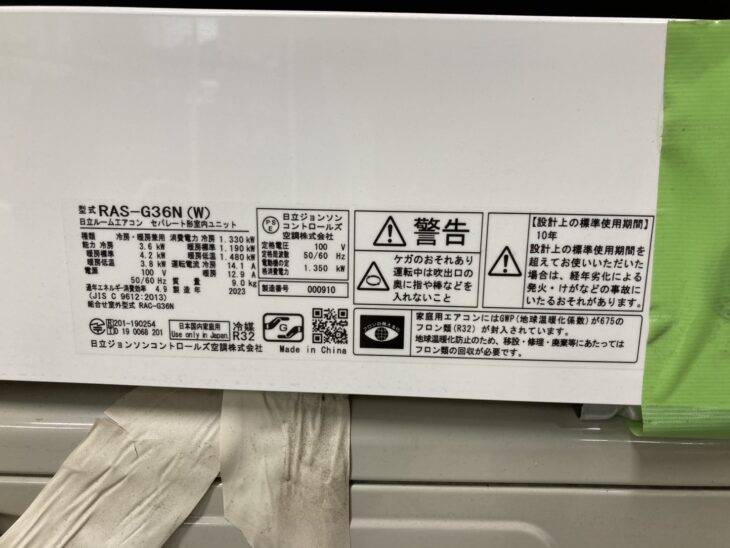 型式 RAS-G36N (W)
日立ルームエアコン セパレート形室内ユニット
種類 冷房・暖房兼用 消費電力 冷房 1.330 kW
能力 冷房 3.6 kW 暖房標準 1.190 kW
暖房標準 4.2 kW 暖房低温 1.480 kW
暖房低温 3.8 kW 運転電流 冷房 14.1 A
電源 100 V 暖房 12.9 A
50/60 Hz 質量 9.0 kg
通年エネルギー消費効率 4.9 製造年 2023
(JIS C 9612:2013)
組合せ室外型式 RAC-G36N
201-190254
19 0068 201
日本国内家庭用
Use only in Japan
冷媒
R32
日立ジョンソンコントロールズ空調株式会社
Made in China
G
PS
E
日立ジョンソン
コントロールズ
空調株式会社
定格電圧 100 V
定格周波数 50/60 Hz
電動機の定
格消費電力 1.350 kW
製造番号 000910
警告
ケガのおそれあり
運転中は吹出口の
奥に指や棒などを
入れないこと
【設計上の標準使用期間】
10年
設計上の標準使用期間を
超えてお使いいただいた
場合は、経年劣化による
発火・けがなどの事故に
いたるおそれがあります。
家庭用エアコンにはGWP(地球温暖化係数)が675の
フロン類(R32) が封入されています。
地球温暖化防止のため、移設・修理・廃棄等にあたっては
フロン類の回収が必要です。